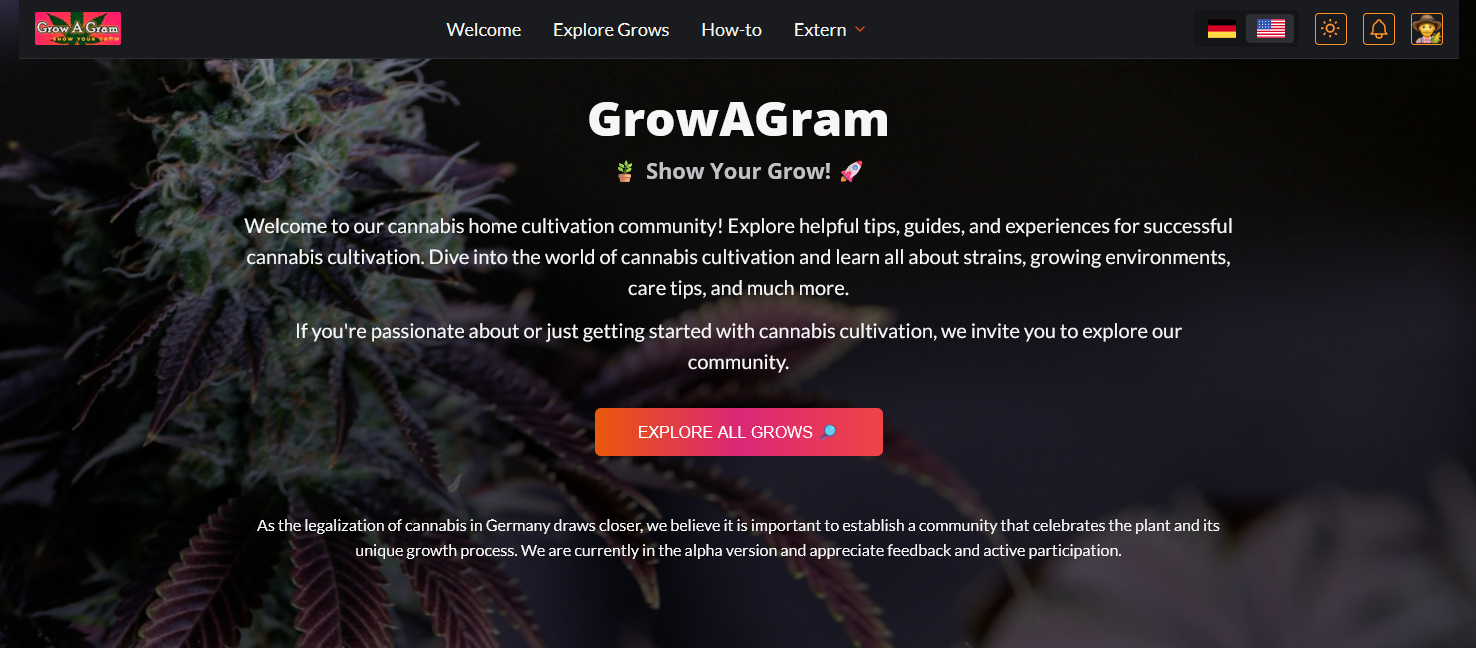 Grow A Gram
SHOW YOUR GROW
Welcome
Explore Grows
How-to
Extern
GrowAGram
Show Your Grow!
Welcome to our cannabis home cultivation community! Explore helpful tips, guides, and experiences for successful
cannabis cultivation. Dive into the world of cannabis cultivation and learn all about strains, growing environments,
care tips, and much more.
If you're passionate about or just getting started with cannabis cultivation, we invite you to explore our
community.
EXPLORE ALL GROWS
As the legalization of cannabis in Germany draws closer, we believe it is important to establish a community that celebrates the plant and its
unique growth process. We are currently in the alpha version and appreciate feedback and active participation.